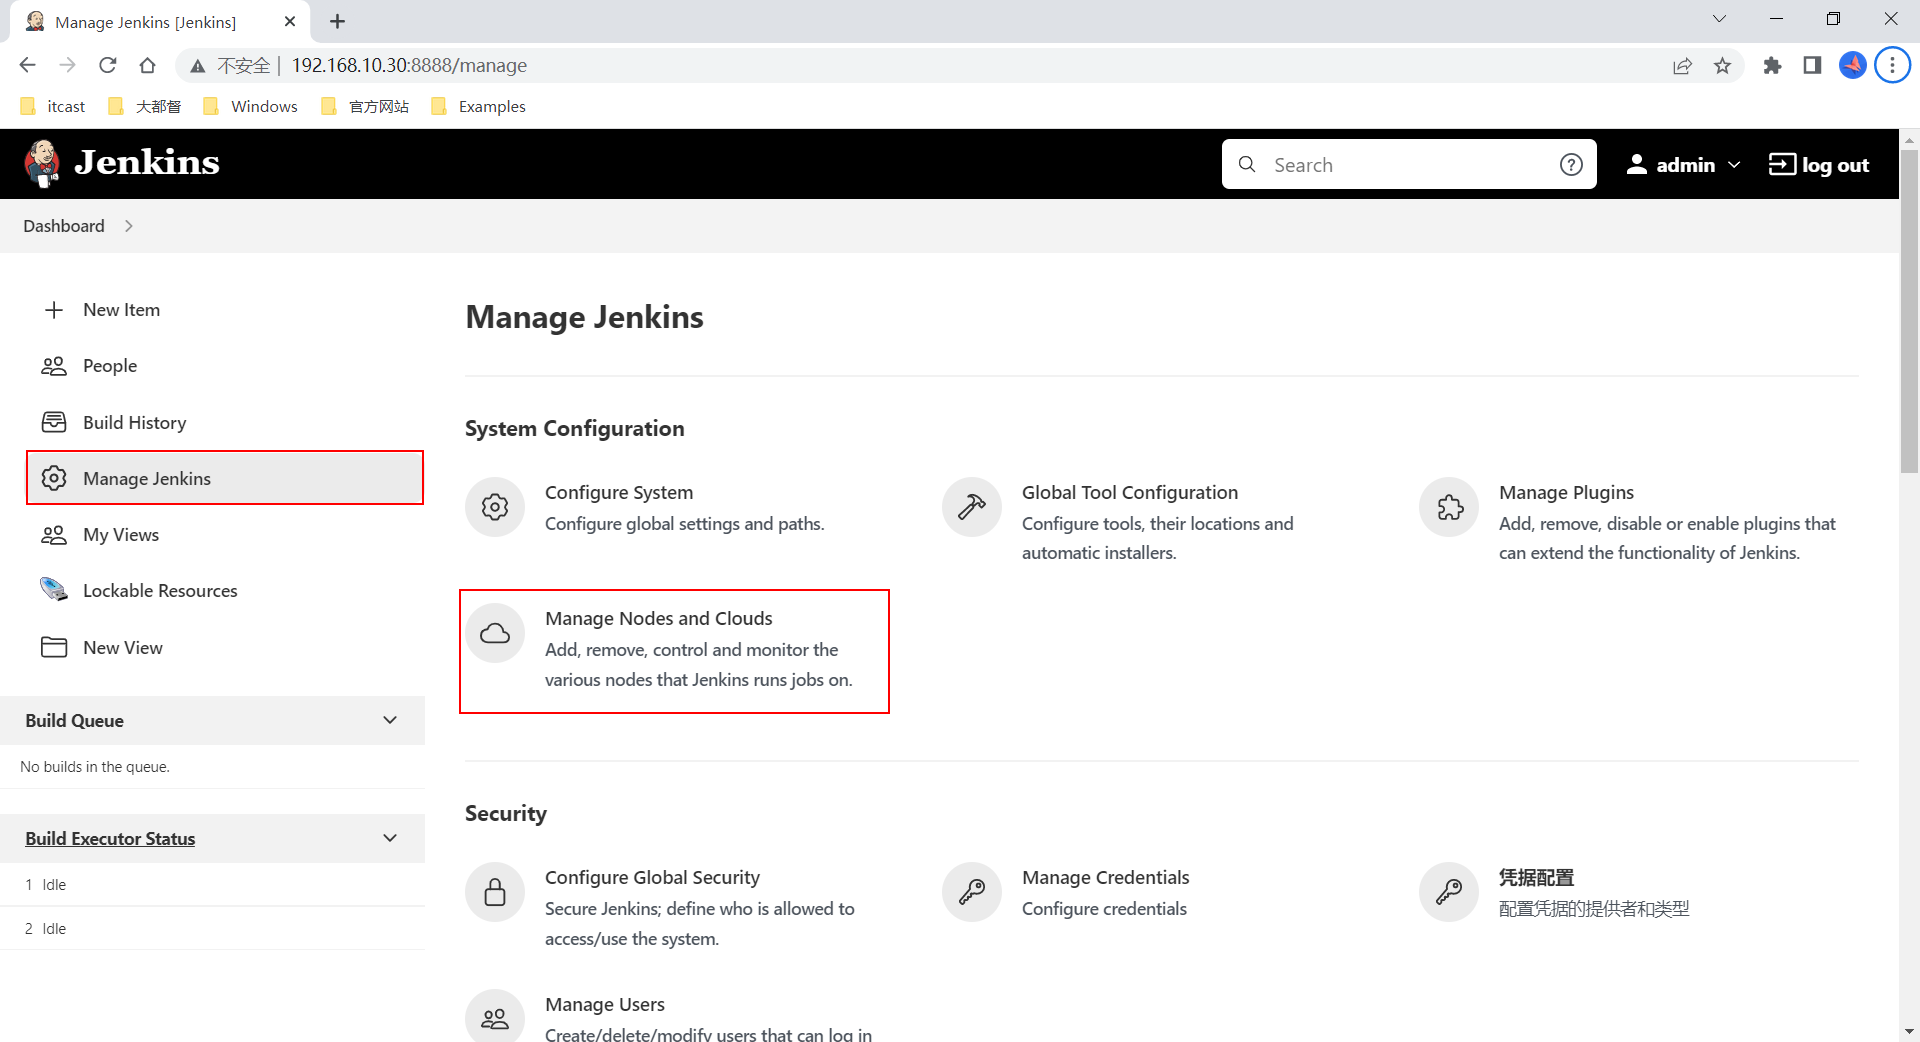 Manage Jenkins [Jenkins]
不安全 | 192.168.10.30:8888/manage
itcast 大都督 Windows 官方网站 Examples
Jenkins
Search
admin
log out
Dashboard
New Item
People
Build History
Manage Jenkins
My Views
Lockable Resources
New View
Build Queue
No builds in the queue.
Build Executor Status
1 Idle
2 Idle
Manage Jenkins
System Configuration
Configure System
Configure global settings and paths.
Global Tool Configuration
Configure tools, their locations and
automatic installers.
Manage Plugins
Add, remove, disable or enable plugins that
can extend the functionality of Jenkins.
Manage Nodes and Clouds
Add, remove, control and monitor the
various nodes that Jenkins runs jobs on.
Security
Configure Global Security
Secure Jenkins; define who is allowed to
access/use the system.
Manage Credentials
Configure credentials
凭据配置
配置凭据的提供者和类型
Manage Users
Create/delete/modify users that can log in